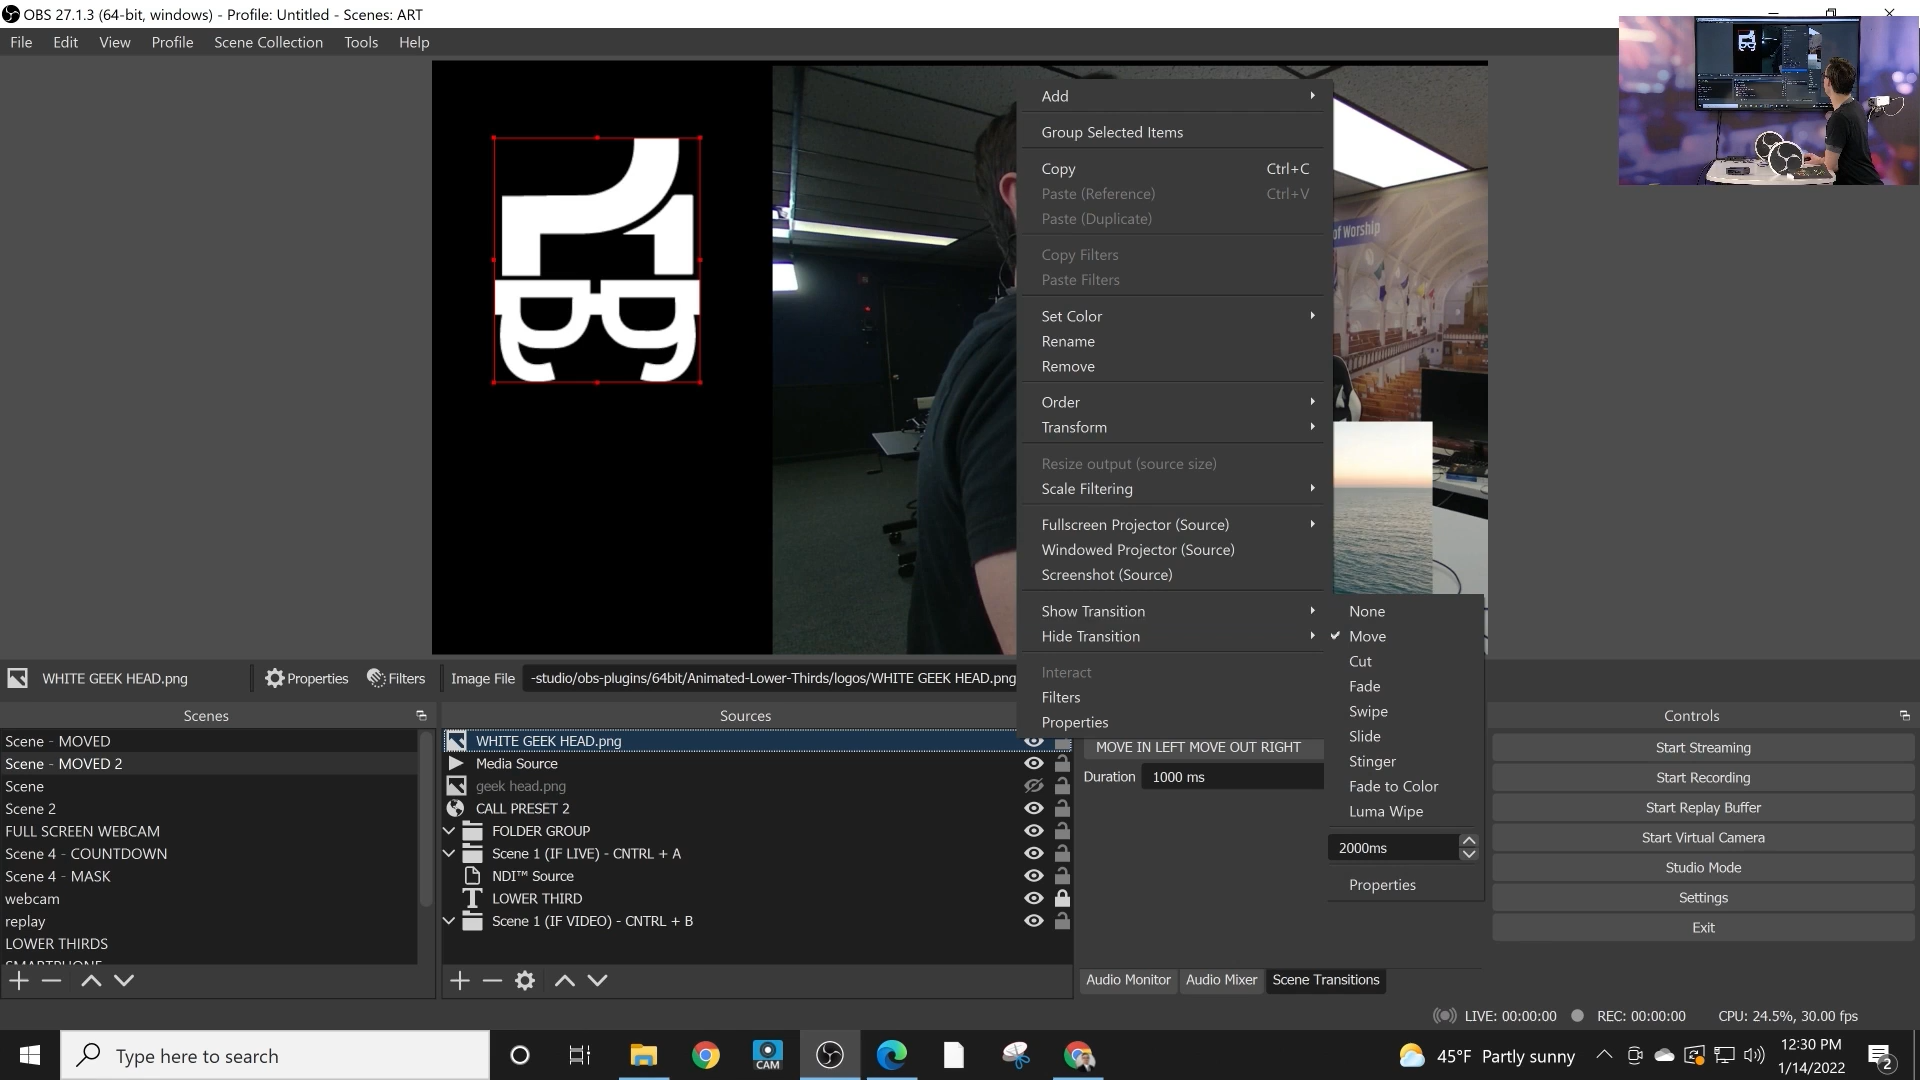 OBS 27.1.3 (64-bit, windows) - Profile: Untitled - Scenes: ART
File Edit View Profile Scene Collection Tools Help
Add
Group Selected Items
Copy Ctrl+C
Paste (Reference) Ctrl+V
Paste (Duplicate)
Copy Filters
Paste Filters
Set Color
Rename
Remove
Order
Transform
Resize output (source size)
Scale Filtering
Fullscreen Projector (Source)
Windowed Projector (Source)
Screenshot (Source)
Show Transition
Hide Transition
Interact
Filters
Properties
of Worship
None
Move
Cut
Fade
Swipe
Slide
Stinger
Fade to Color
Luma Wipe
2000ms
Properties
WHITE GEEK HEAD.png Properties Filters Image File -studio/obs-plugins/64bit/Animated-Lower-Thirds/logos/WHITE GEEK HEAD.png
Scenes
Scene - MOVED
Scene - MOVED 2
Scene
Scene 2
FULL SCREEN WEBCAM
Scene 4 - COUNTDOWN
Scene 4 - MASK
webcam
replay
LOWER THIRDS
SMARTPHONE
Sources
WHITE GEEK HEAD.png
Media Source
geek head.png
CALL PRESET 2
FOLDER GROUP
Scene 1 (IF LIVE) - CNTRL + A
NDI™ Source
LOWER THIRD
Scene 1 (IF VIDEO) - CNTRL + B
MOVE IN LEFT MOVE OUT RIGHT
Duration 1000 ms
Audio Monitor Audio Mixer Scene Transitions
Controls
Start Streaming
Start Recording
Start Replay Buffer
Start Virtual Camera
Studio Mode
Settings
Exit
LIVE: 00:00:00 REC: 00:00:00 CPU: 24.5%, 30.00 fps
Type here to search
CAM
45°F Partly sunny
12:30 PM
1/14/2022
2